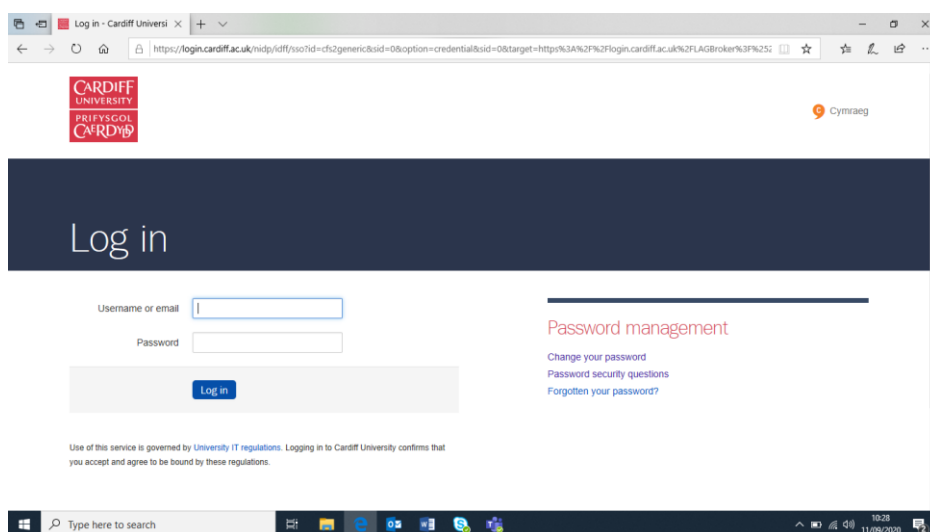 Log in - Cardiff Universi
https://login.cardiff.ac.uk/nidp/idff/sso?id=cfs2generic&sid=0&option=credential&sid=0&target=https%3A%2F%2Flogin.cardiff.ac.uk%2FLAGBroker%3F%252
CARDIFF
UNIVERSITY
PRIFYSGOL
CAERDYDD
Cymraeg
Log in
Username or email
Password
Log in
Password management
Change your password
Password security questions
Forgotten your password?
Use of this service is governed by University IT regulations. Logging in to Cardiff University confirms that
you accept and agree to be bound by these regulations.
Type here to search
10:28
11/09/2020